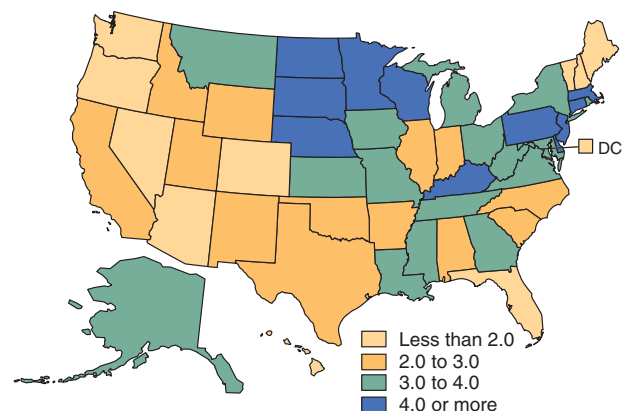 DC
Less than 2.0
2.0 to 3.0
3.0 to 4.0
4.0 or more